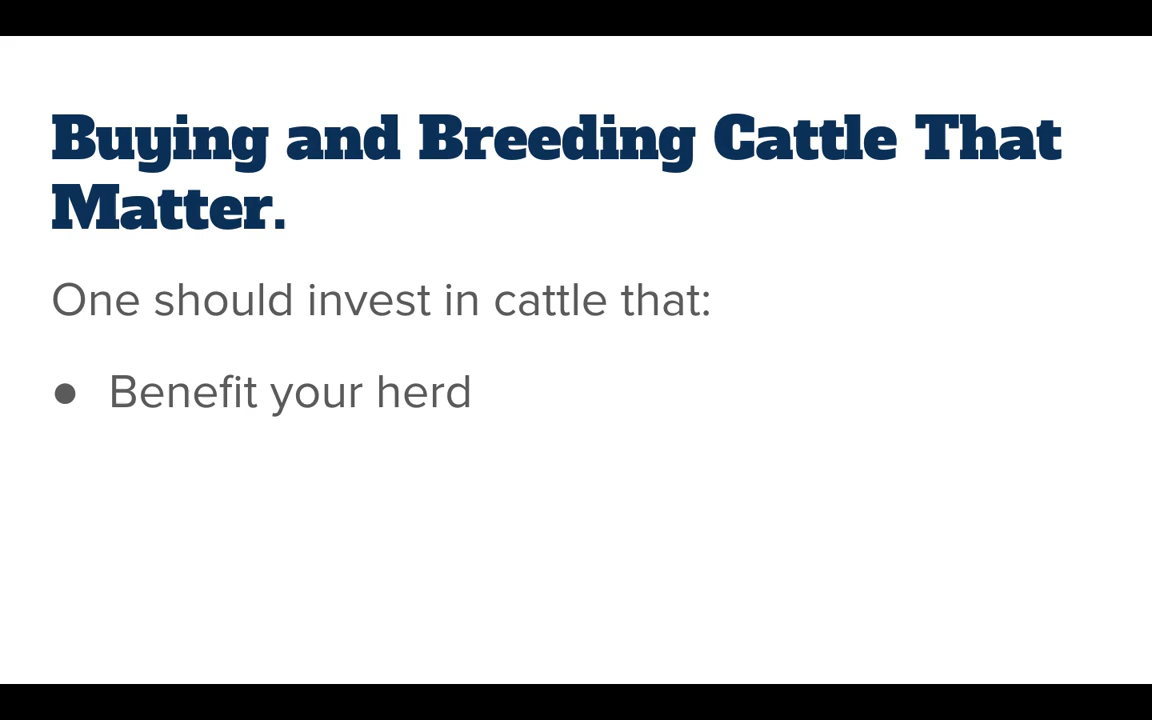 Buying and Breeding Cattle That
Matter.
One should invest in cattle that:
● Benefit your herd